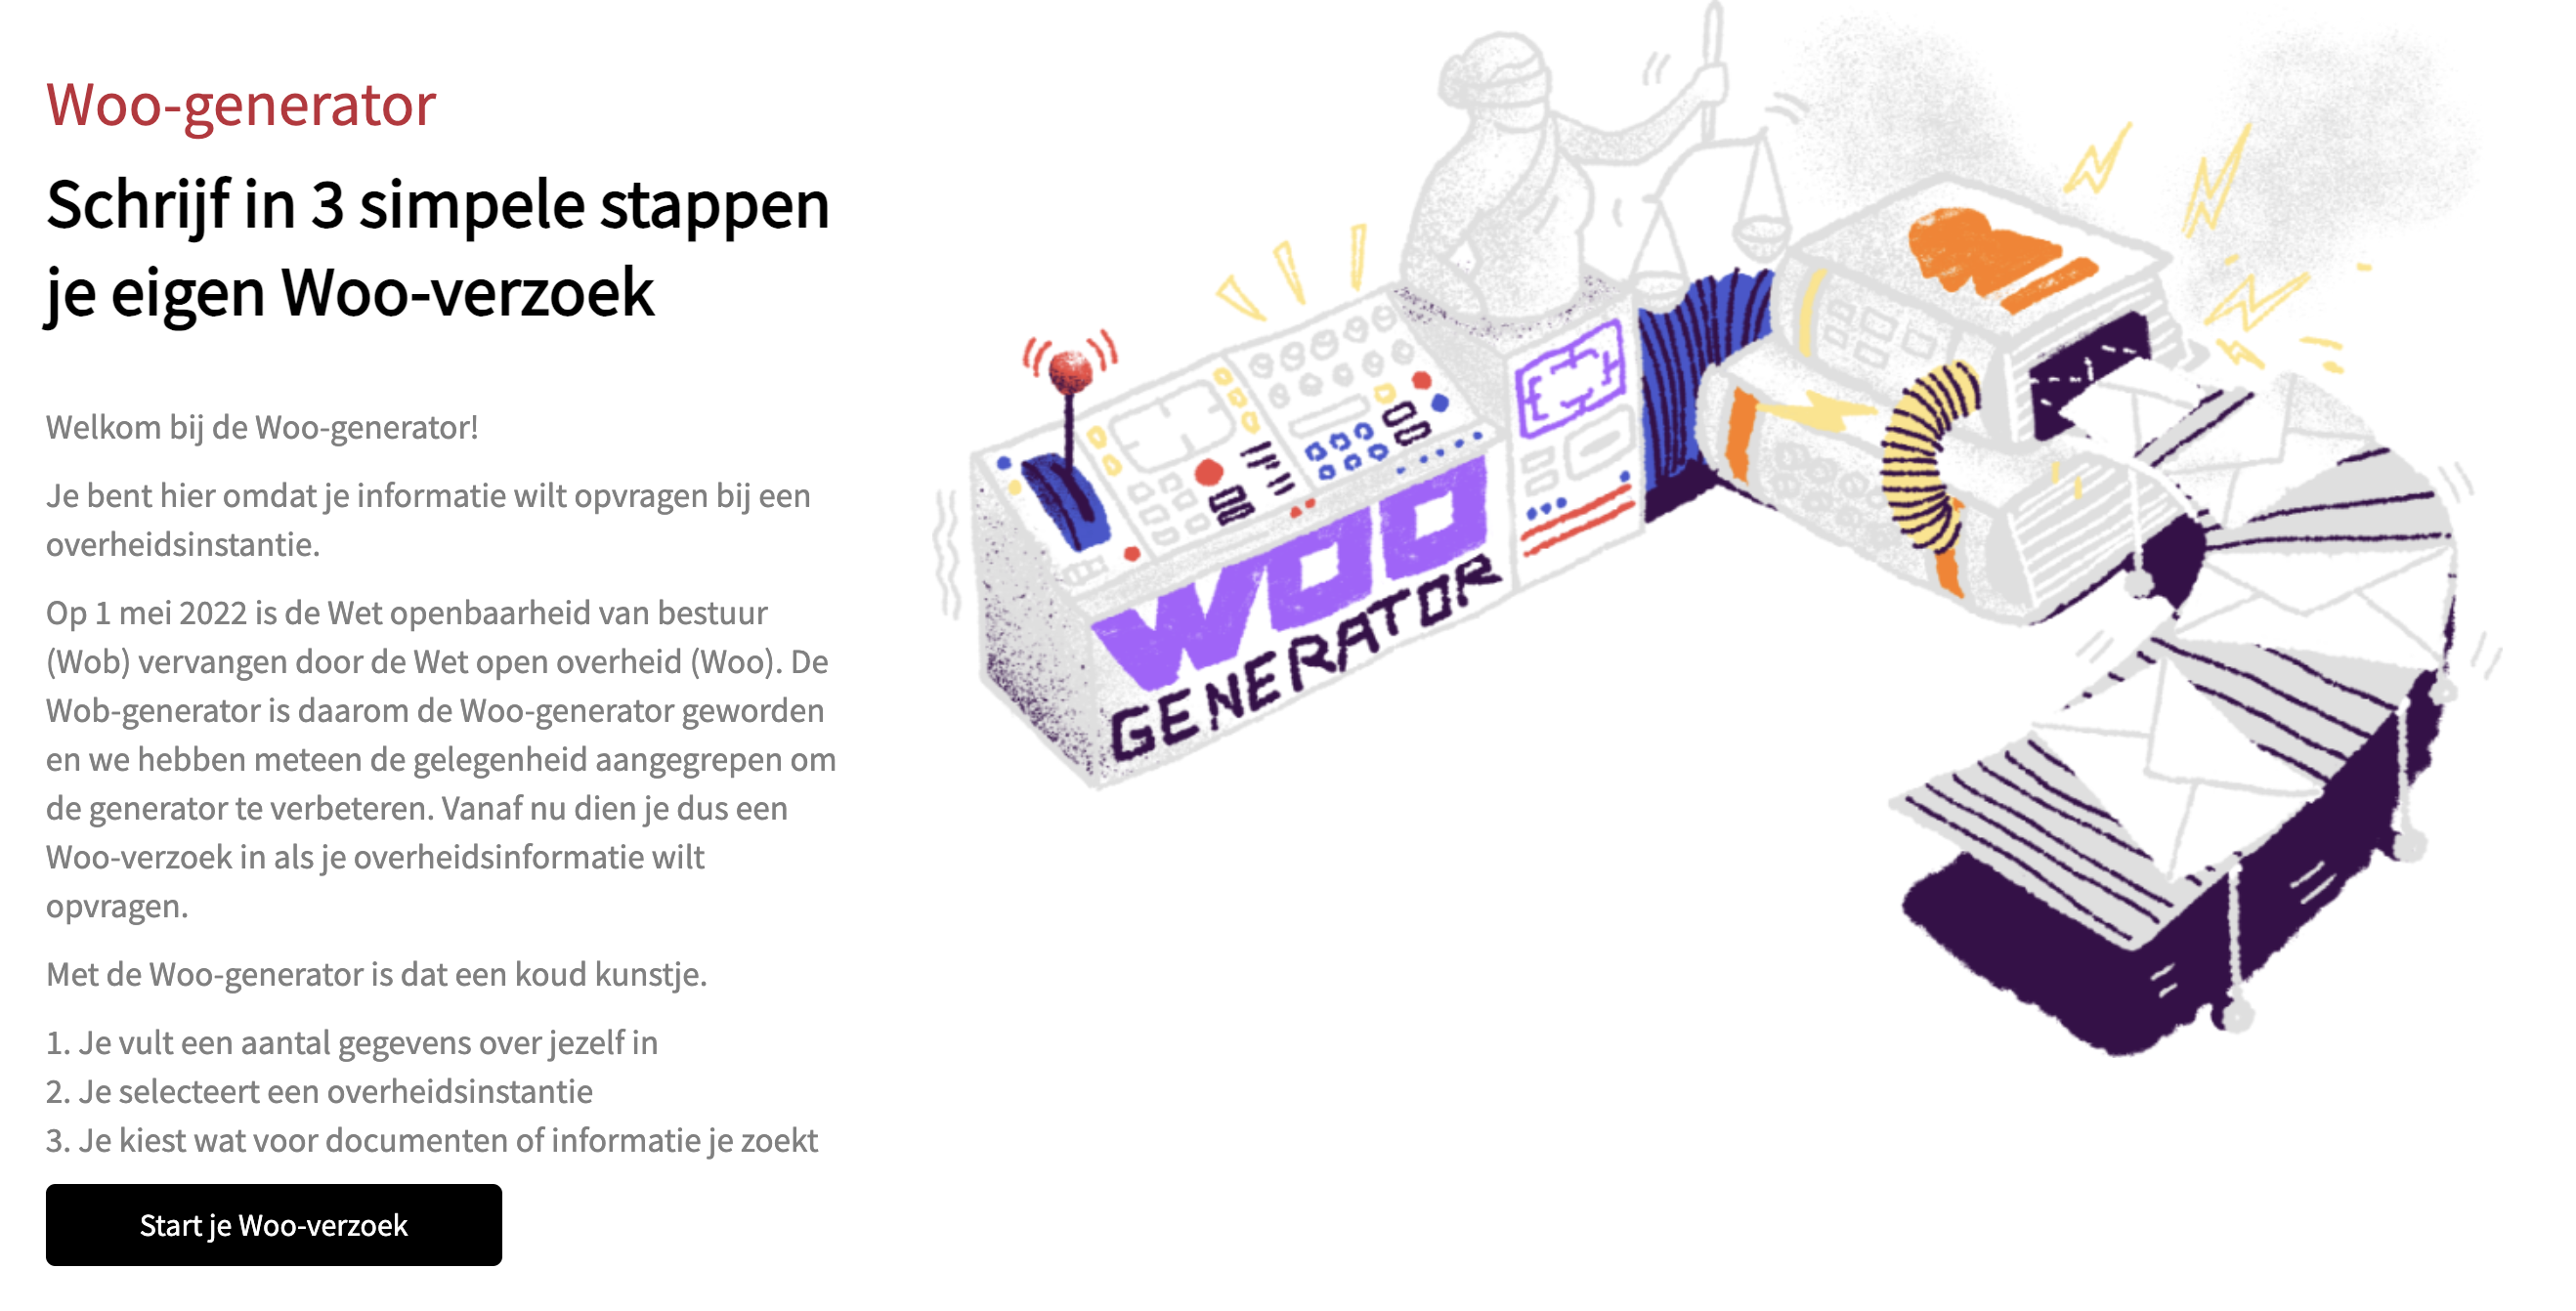 Woo-generator
Schrijf in 3 simpele stappen
je eigen Woo-verzoek
Welkom bij de Woo-generator!
Je bent hier omdat je informatie wilt opvragen bij een
overheidsinstantie.
Op 1 mei 2022 is de Wet openbaarheid van bestuur
(Wob) vervangen door de Wet open overheid (Woo). De
Wob-generator is daarom de Woo-generator geworden
en we hebben meteen de gelegenheid aangegrepen om
de generator te verbeteren. Vanaf nu dien je dus een
Woo-verzoek in als je overheidsinformatie wilt
opvragen.
Met de Woo-generator is dat een koud kunstje.
1. Je vult een aantal gegevens over jezelf in
2. Je selecteert een overheidsinstantie
3. Je kiest wat voor documenten of informatie je zoekt
Start je Woo-verzoek
WOO
GENERATOR